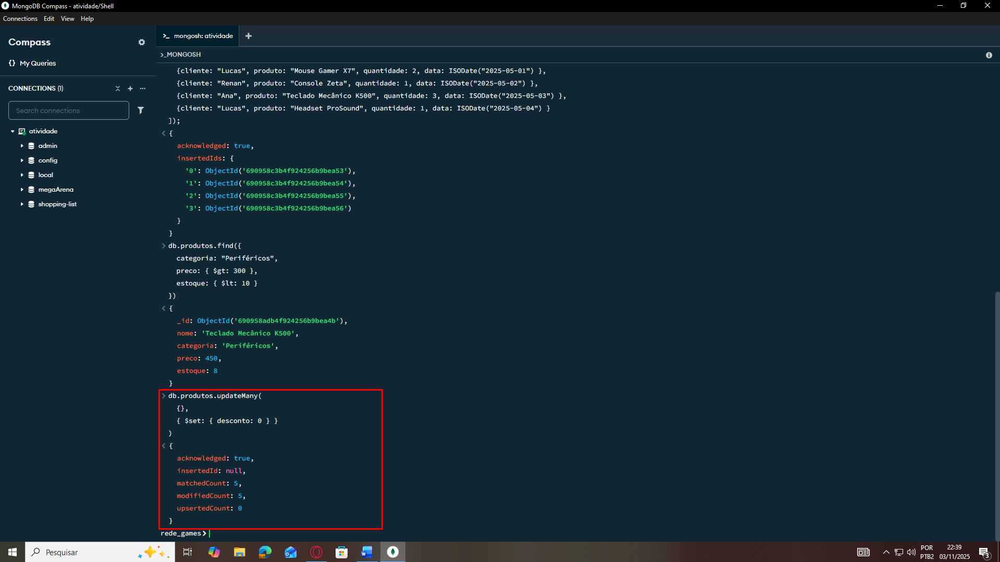 MongoDB Compass - atividade/Shell
Connections Edit View Help
Compass
{} My Queries
CONNECTIONS (1)
Search connections
atividade
admin
config
local
megaArena
shopping-list
>_ mongosh: atividade
>_MONGOSH
{cliente: "Lucas", produto: "Mouse Gamer X7", quantidade: 2, data: ISODate("2025-05-01") },
{cliente: "Renan", produto: "Console Zeta", quantidade: 1, data: ISODate("2025-05-02") },
{cliente: "Ana", produto: "Teclado Mecânico K500", quantidade: 3, data: ISODate("2025-05-03") },
{cliente: "Lucas", produto: "Headset ProSound", quantidade: 1, data: ISODate("2025-05-04") }
]);
< {
acknowledged: true,
insertedIds: {
'0': ObjectId('690958c3b4f924256b9bea53'),
'1': ObjectId('690958c3b4f924256b9bea54'),
'2': ObjectId('690958c3b4f924256b9bea55'),
'3': ObjectId('690958c3b4f924256b9bea56')
}
}
> db.produtos.find({
categoria: "Periféricos",
preco: { $gt: 300 },
estoque: { $lt: 10 }
})
< {
_id: ObjectId('690958adb4f924256b9bea4b'),
nome: 'Teclado Mecânico K500',
categoria: 'Periféricos',
preco: 450,
estoque: 8
}
> db.produtos.updateMany(
{},
{ $set: { desconto: 0 } }
)
< {
acknowledged: true,
insertedId: null,
matchedCount: 5,
modifiedCount: 5,
upsertedCount: 0
}
rede_games>
Pesquisar
POR
PTB2
22:39
03/11/2025
3